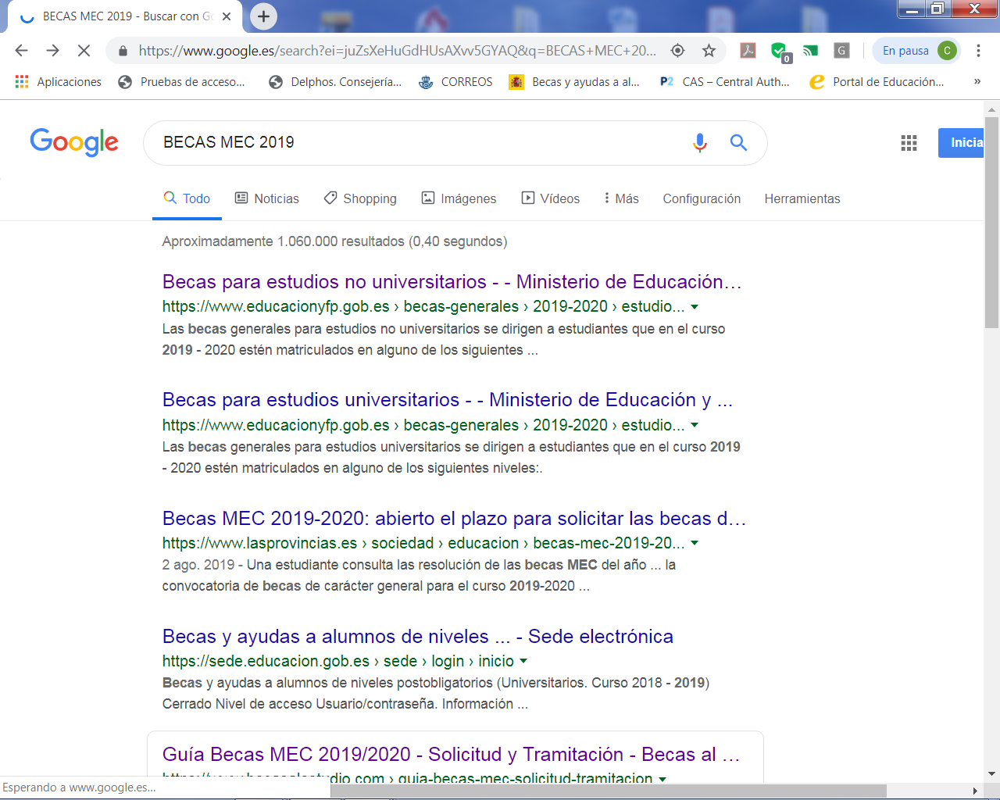 BECAS MEC 2019 - Buscar con Go
https://www.google.es/search?ei=juZsXeHuGdHUsAXvv5GYAQ&q=BECAS+MEC+20...
0
G
En pausa
C
Aplicaciones
Pruebas de acceso...
Delphos. Consejería...
CORREOS
Becas y ayudas a al...
P2
CAS – Central Auth...
e
Portal de Educación...
»
Google
BECAS MEC 2019
Inicia
Todo
Noticias
Shopping
Imágenes
Vídeos
Más
Configuración
Herramientas
Aproximadamente 1.060.000 resultados (0,40 segundos)
Becas para estudios no universitarios - - Ministerio de Educación...
https://www.educacionyfp.gob.es › becas-generales › 2019-2020 › estudio...
Las becas generales para estudios no universitarios se dirigen a estudiantes que en el curso
2019 - 2020 estén matriculados en alguno de los siguientes ...
Becas para estudios universitarios - - Ministerio de Educación y ...
https://www.educacionyfp.gob.es › becas-generales › 2019-2020 › estudio...
Las becas generales para estudios universitarios se dirigen a estudiantes que en el curso 2019
- 2020 estén matriculados en alguno de los siguientes niveles:.
Becas MEC 2019-2020: abierto el plazo para solicitar las becas d...
https://www.lasprovincias.es › sociedad › educacion › becas-mec-2019-20...
2 ago. 2019 - Una estudiante consulta las resolución de las becas MEC del año ... la
convocatoria de becas de carácter general para el curso 2019-2020 ...
Becas y ayudas a alumnos de niveles ... - Sede electrónica
https://sede.educacion.gob.es › sede › login › inicio
Becas y ayudas a alumnos de niveles postobligatorios (Universitarios. Curso 2018 - 2019)
Cerrado Nivel de acceso Usuario/contraseña. Información ...
Guía Becas MEC 2019/2020 - Solicitud y Tramitación - Becas al ...
https://www.becasalestudio.com › guia-becas-mec-solicitud-tramitacion
Esperando a www.google.es...